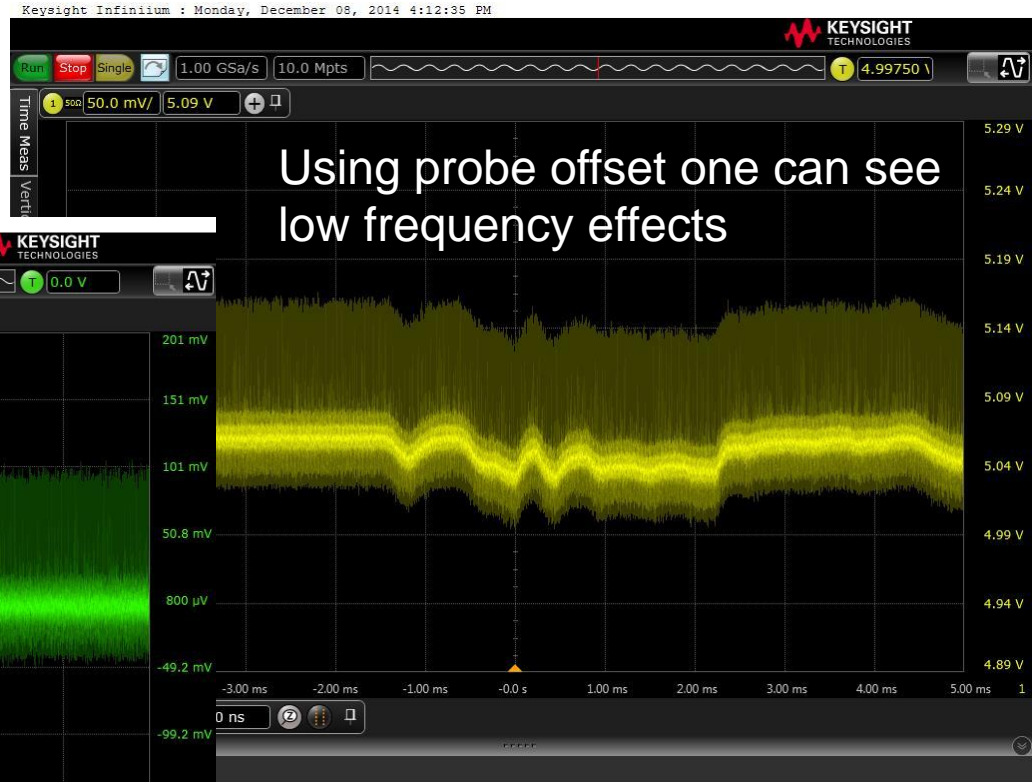 Keysight Infiniium : Monday, December 08, 2014 4:12:35 PM
KEYSIGHT
TECHNOLOGIES
Run Stop Single 1.00 GSa/s 10.0 Mpts T 4.99750 V
1 50Ω 50.0 mV/ 5.09 V +
Time Meas
Using probe offset one can see
low frequency effects
5.29 V
5.24 V
5.19 V
5.14 V
5.09 V
5.04 V
4.99 V
4.94 V
4.89 V
-3.00 ms -2.00 ms -1.00 ms -0.0 s 1.00 ms 2.00 ms 3.00 ms 4.00 ms 5.00 ms 1
0 ns Z
KEYSIGHT
TECHNOLOGIES
T 0.0 V
201 mV
151 mV
101 mV
50.8 mV
800 µV
-49.2 mV
-99.2 mV